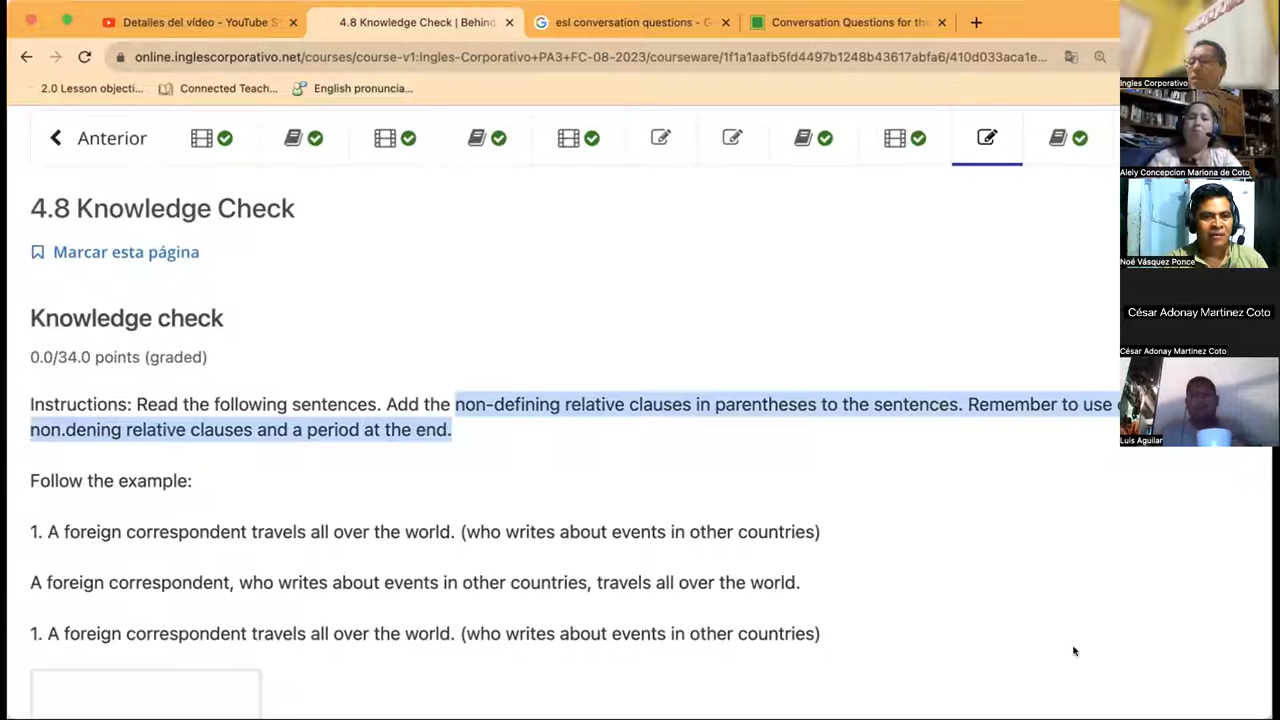 Detalles del vídeo - YouTube S
4.8 Knowledge Check | Behin
esl conversation questions - G
Conversation Questions for the
online.inglescorporativo.net/courses/course-v1:Ingles-Corporativo+PA3+FC-08-2023/courseware/1f1a1aafb5fd4497b1248b43617abfa6/410d033aca1e...
2.0 Lesson objecti...
Connected Teach...
English pronuncia...
Anterior
4.8 Knowledge Check
Marcar esta página
Knowledge check
0.0/34.0 points (graded)
Instructions: Read the following sentences. Add the non-defining relative clauses in parentheses to the sentences. Remember to use
non.dening relative clauses and a period at the end.
Follow the example:
1. A foreign correspondent travels all over the world. (who writes about events in other countries)
A foreign correspondent, who writes about events in other countries, travels all over the world.
1. A foreign correspondent travels all over the world. (who writes about events in other countries)
Ingles Corporativo
Alely Concepcion Mariona de Coto
Noé Vásquez Ponce
César Adonay Martinez Coto
César Adonay Martinez Coto
Luis Aguilar